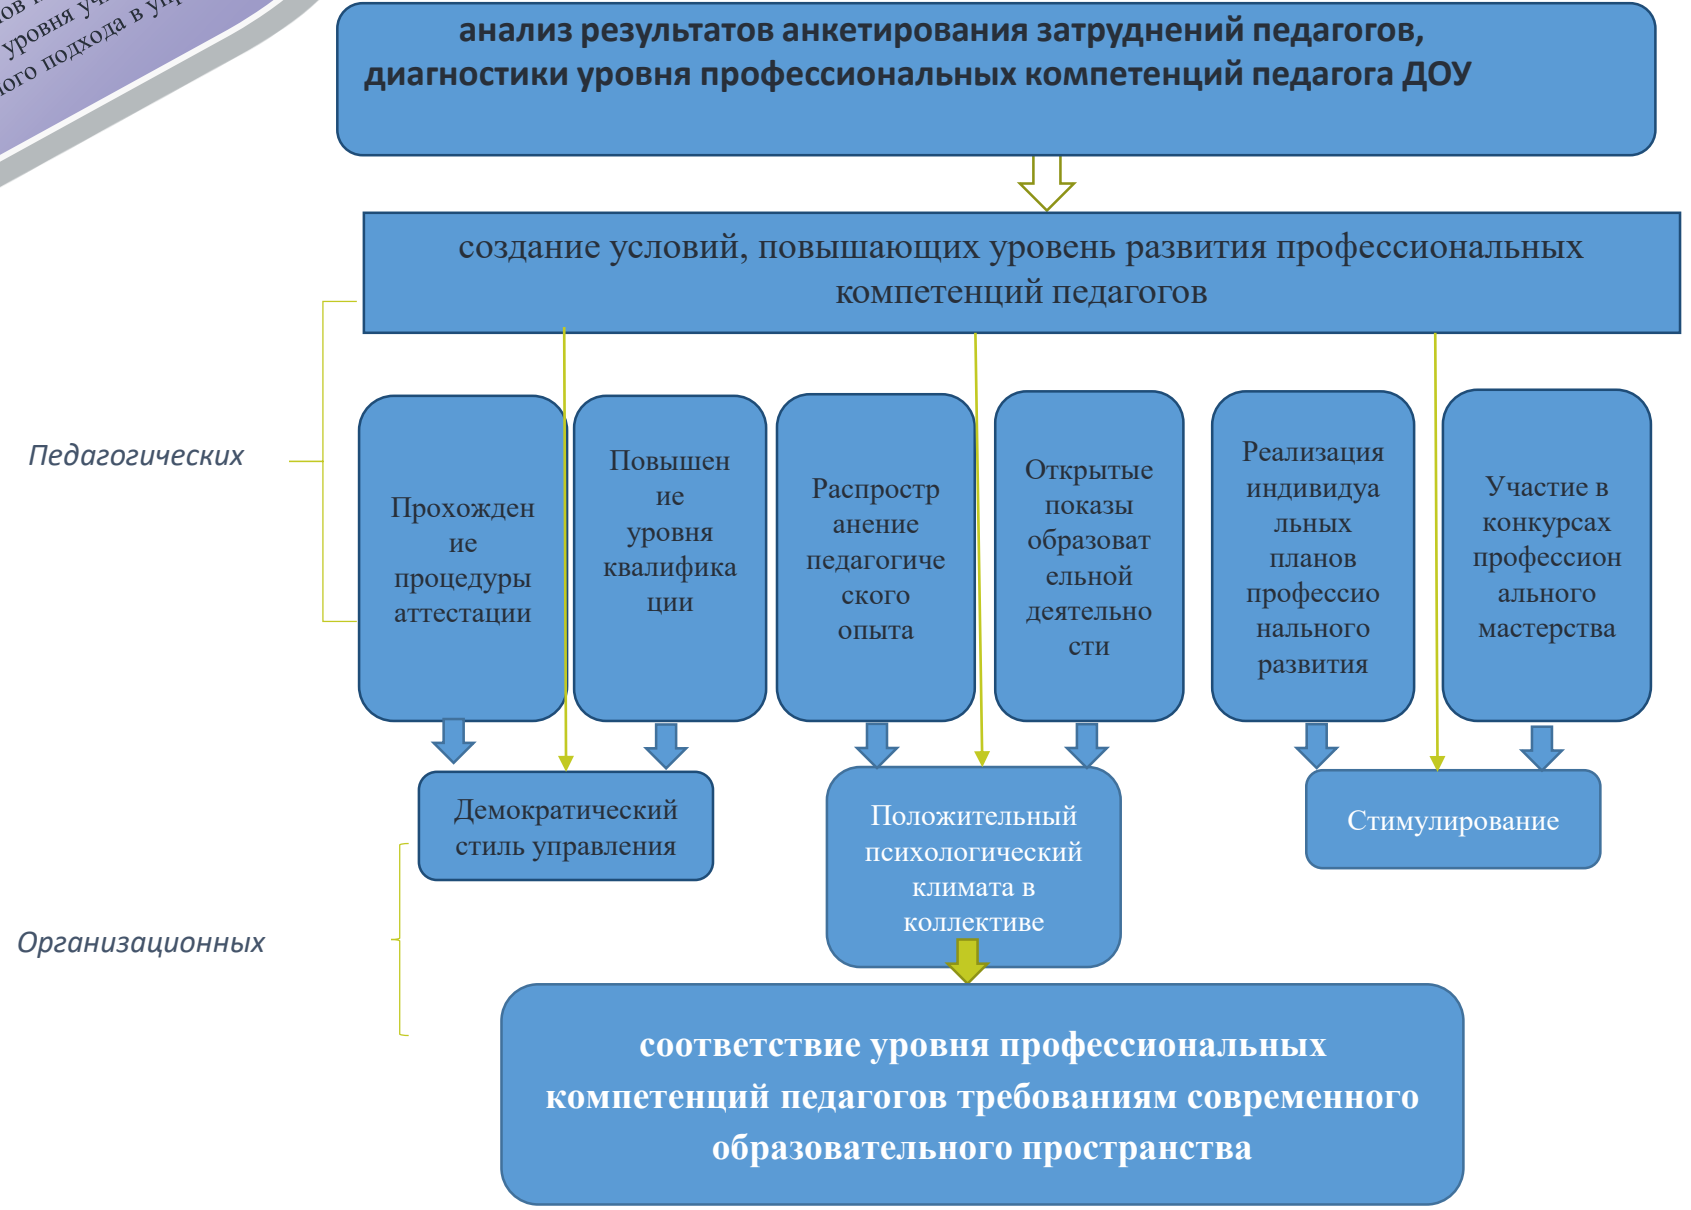 уровня
ного подхода в
анализ результатов анкетирования затруднений педагогов,
диагностики уровня профессиональных компетенций педагога ДОУ
создание условий, повышающих уровень развития профессиональных
компетенций педагогов
Педагогических
Прохожден
ие
процедуры
аттестации
Повышен
ие
уровня
квалифика
ции
Распростр
анение
педагогиче
ского
опыта
Открытые
показы
образоват
ельной
деятельно
сти
Реализация
индивидуа
льных
планов
профессио
нального
развития
Участие в
конкурсах
профессион
ального
мастерства
Демократический
стиль управления
Положительный
психологический
климата в
коллективе
Стимулирование
Организационных
соответствие уровня профессиональных
компетенций педагогов требованиям современного
образовательного пространства